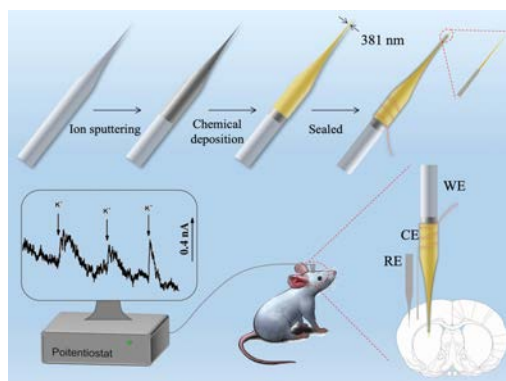 381 nm
Ion sputtering
Chemical
deposition
Sealed
K⁺
K⁺
K⁺
0.4 nA
Poitentiostat
WE
CE
RE